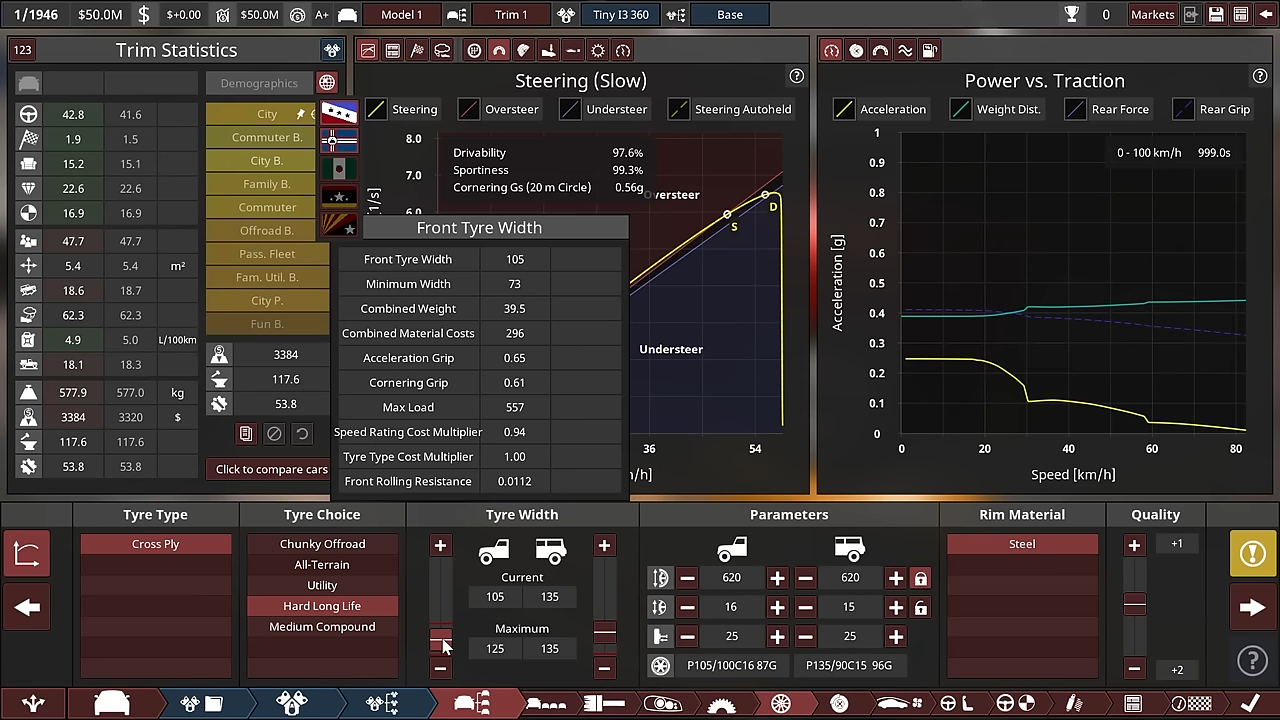 1/1946 $50.0M $ $+0.00 $50.0M A+ Model 1 Trim 1 Tiny I3 360 Base 0 Markets
123 Trim Statistics
Demographics
42.8 41.6 City
1.9 1.5 Commuter B.
15.2 15.1 City B.
22.6 22.6 Family B.
16.9 16.9 Commuter
47.7 47.7 Offroad B.
5.4 5.4 m² Pass. Fleet
18.6 18.7 Fam. Util. B.
62.3 62.3 City P.
4.9 5.0 L/100km Fun B.
18.1 18.3 3384
577.9 577.0 kg 117.6
3384 3320 $ 53.8
117.6 117.6
53.8 53.8 Click to compare cars
Steering (Slow)
Steering Oversteer Understeer Steering Autoheld
8.0
7.0
6.0
[1/s]
Drivability 97.6%
Sportiness 99.3%
Cornering Gs (20 m Circle) 0.56g
versteer
D
S
Understeer
36 54
/h]
Front Tyre Width
Front Tyre Width 105
Minimum Width 73
Combined Weight 39.5
Combined Material Costs 296
Acceleration Grip 0.65
Cornering Grip 0.61
Max Load 557
Speed Rating Cost Multiplier 0.94
Tyre Type Cost Multiplier 1.00
Front Rolling Resistance 0.0112
Power vs. Traction
Acceleration Weight Dist. Rear Force Rear Grip
0 - 100 km/h 999.0s
1
0.9
0.8
0.7
0.6
0.5
0.4
0.3
0.2
0.1
0
Acceleration [g]
0 20 40 60 80
Speed [km/h]
Tyre Type Tyre Choice Tyre Width Parameters Rim Material Quality
Cross Ply
Chunky Offroad
All-Terrain
Utility
Hard Long Life
Medium Compound
Current
105 135
Maximum
125 135
620 620
16 15
25 25
P105/100C16 87G P135/90C15 96G
Steel
+1
+2